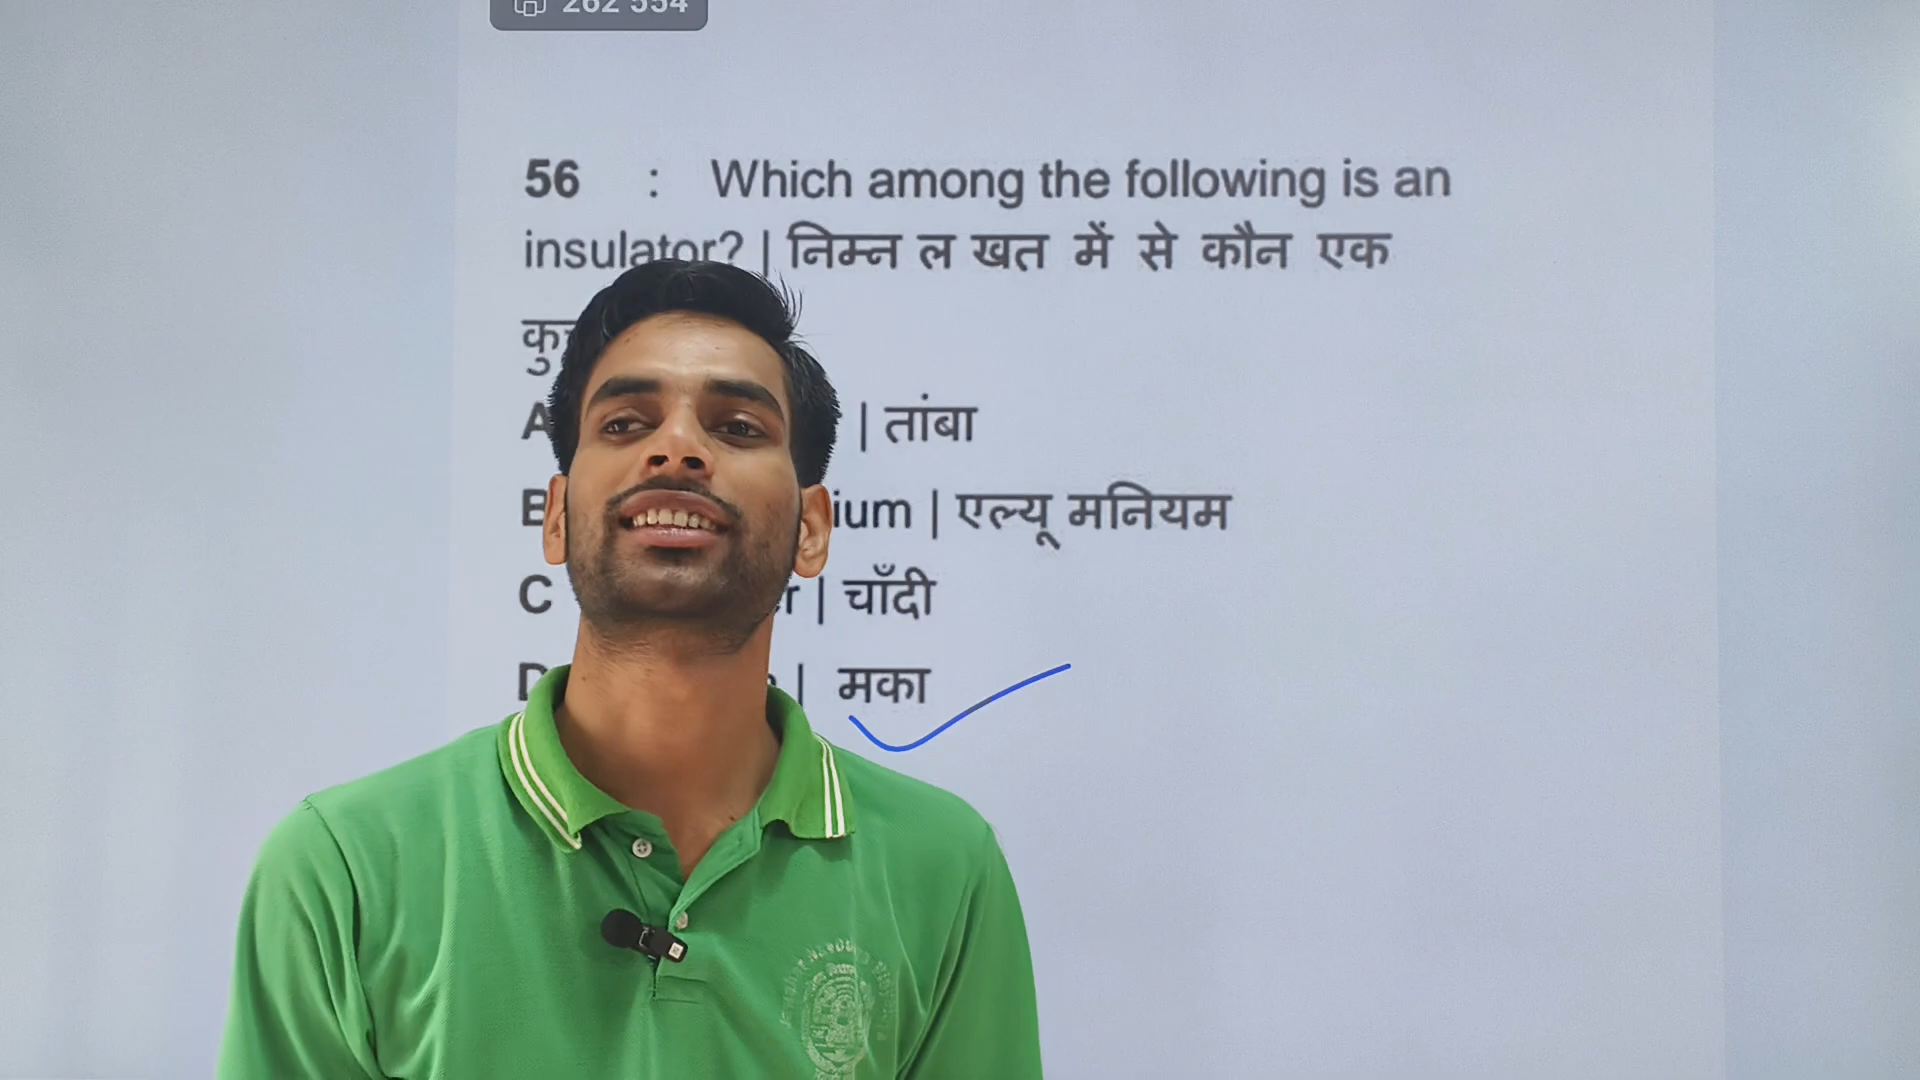 262 554
56 : Which among the following is an
insulator? | निम्न ल खत में से कौन एक
A | तांबा
B ium | एल्यू मनियम
C r | चाँदी
D | मका